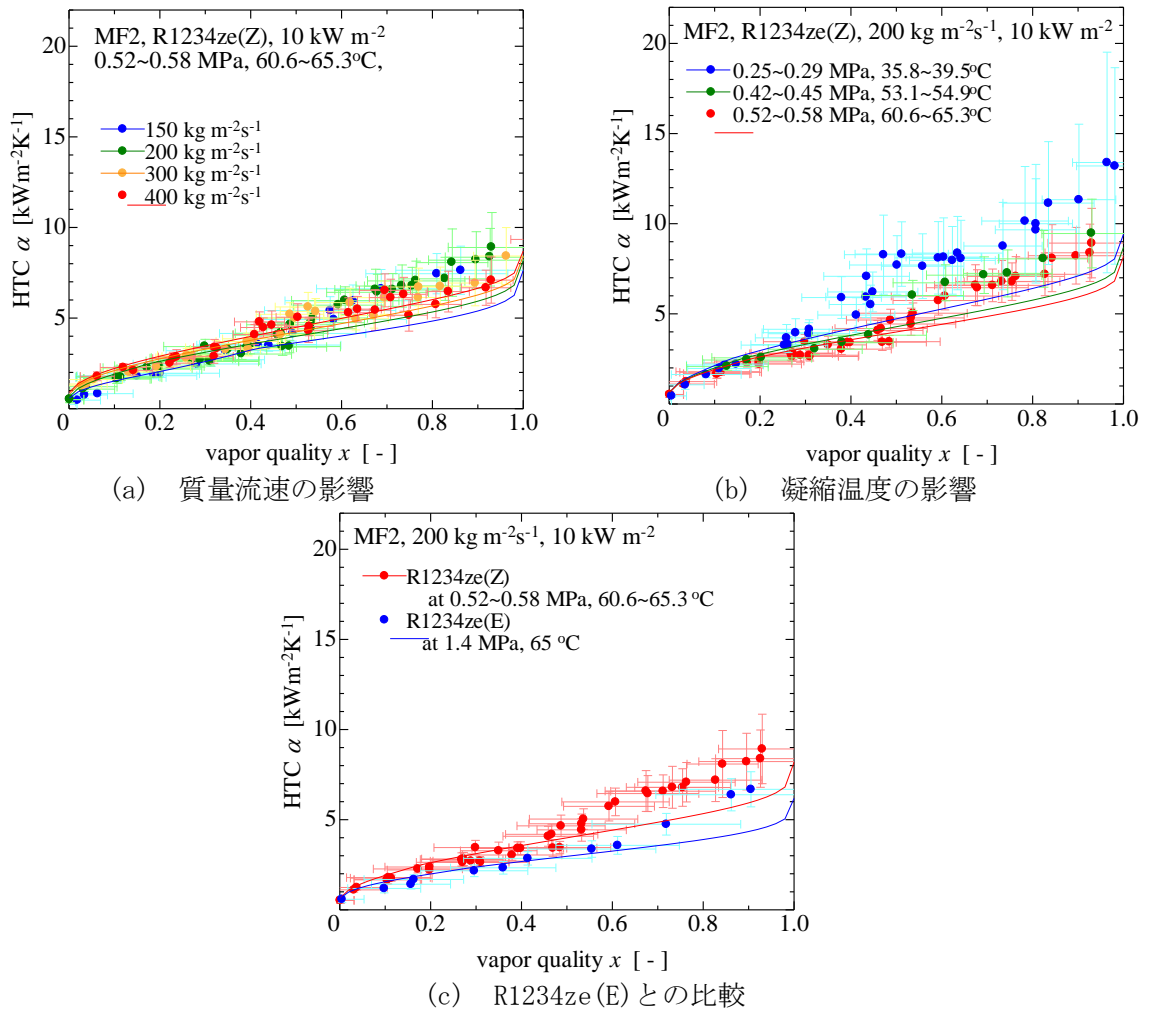 MF2, R1234ze(Z), 10 kW m-2
0.52~0.58 MPa, 60.6~65.3oC,
150 kg m-2s-1
200 kg m-2s-1
300 kg m-2s-1
400 kg m-2s-1
HTC α [kWm-2K-1]
20
15
10
5
0 0.2 0.4 0.6 0.8 1.0
vapor quality x [ - ]
(a) 質量流速の影響
MF2, R1234ze(Z), 200 kg m-2s-1, 10 kW m-2
0.25~0.29 MPa, 35.8~39.5oC
0.42~0.45 MPa, 53.1~54.9oC
0.52~0.58 MPa, 60.6~65.3oC
HTC α [kWm-2K-1]
20
15
10
5
0 0.2 0.4 0.6 0.8 1.0
vapor quality x [ - ]
(b) 凝縮温度の影響
MF2, 200 kg m-2s-1, 10 kW m-2
R1234ze(Z)
at 0.52~0.58 MPa, 60.6~65.3 oC
R1234ze(E)
at 1.4 MPa, 65 oC
HTC α [kWm-2K-1]
20
15
10
5
0 0.2 0.4 0.6 0.8 1.0
vapor quality x [ - ]
(c) R1234ze(E)との比較